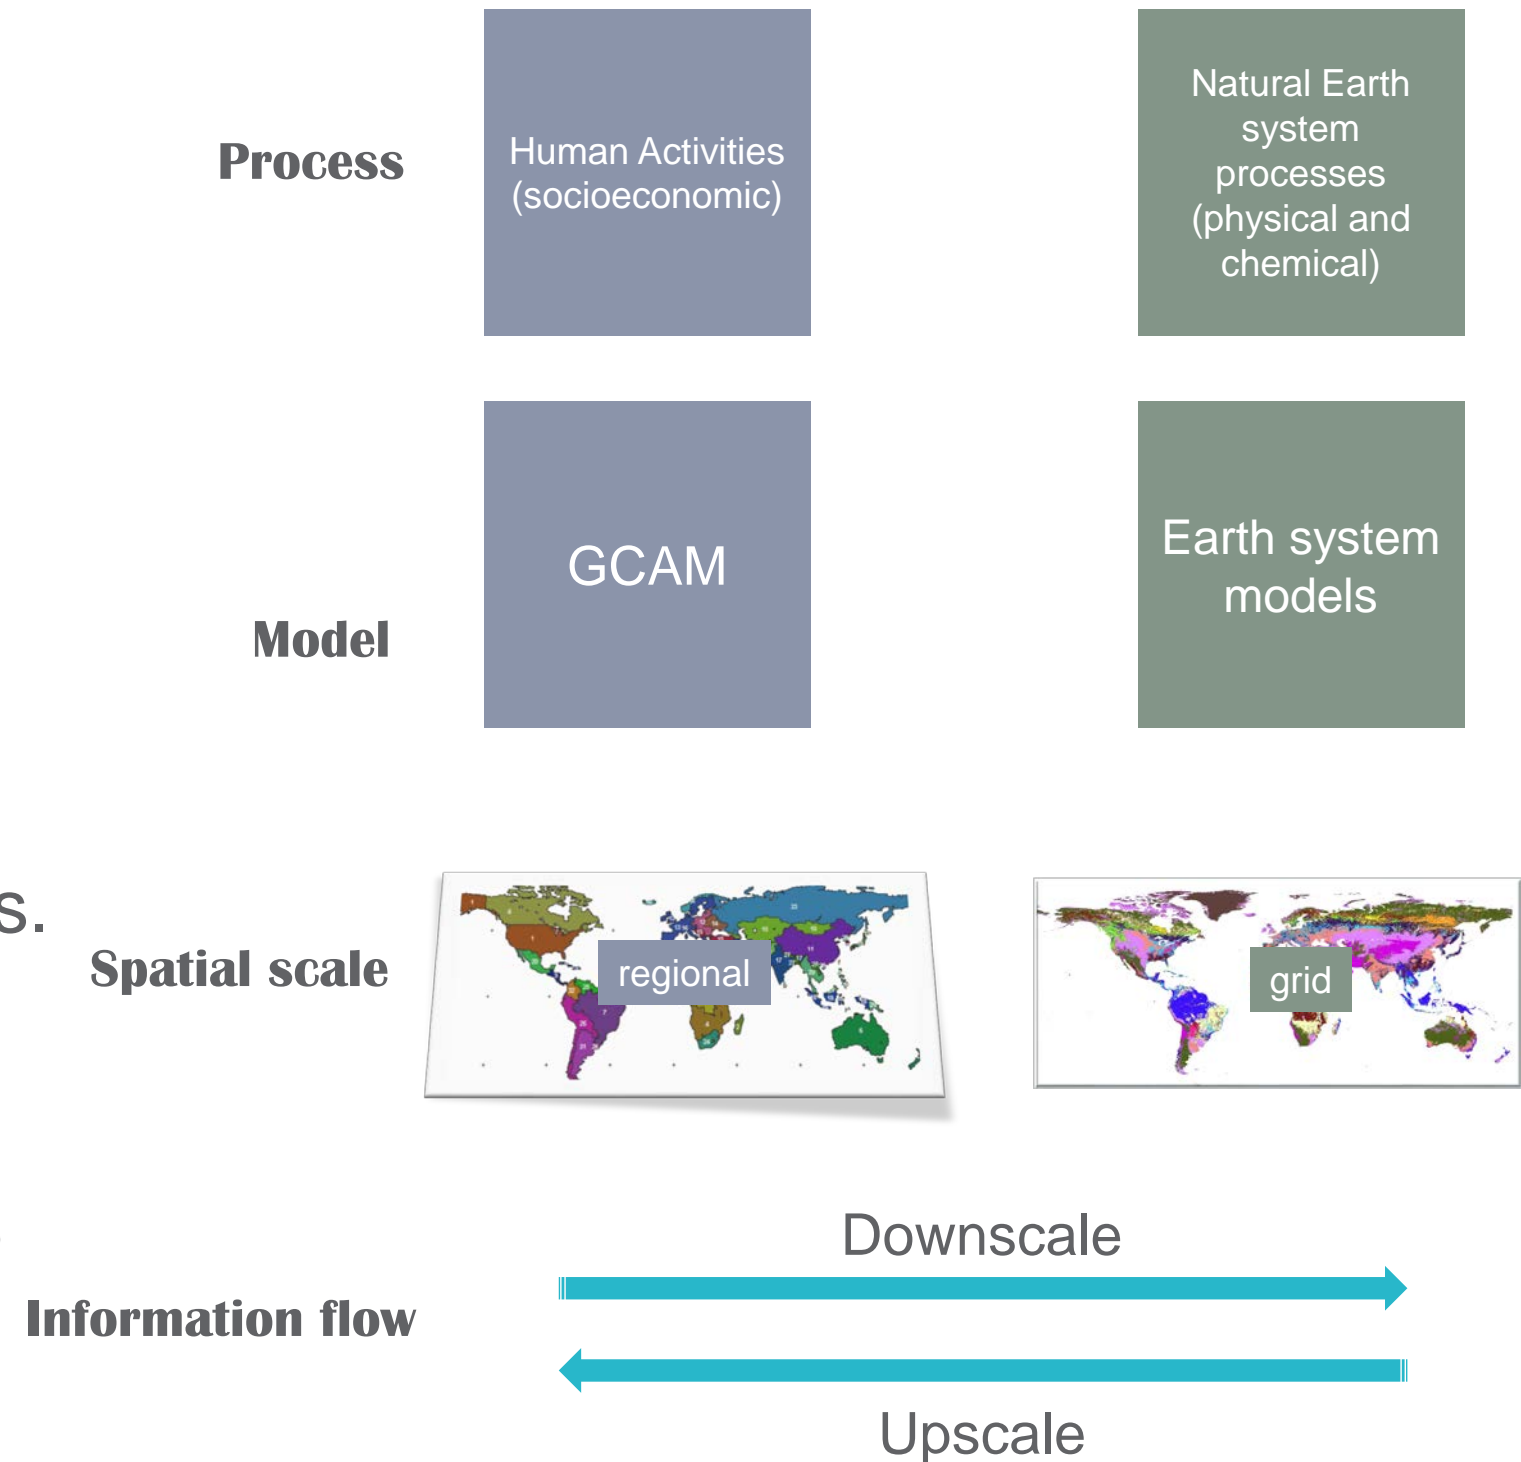 Process
Human Activities
(socioeconomic)
Natural Earth
system
processes
(physical and
chemical)
Model
GCAM
Earth system
models
s.
Spatial scale
regional
grid
Information flow
Downscale
Upscale